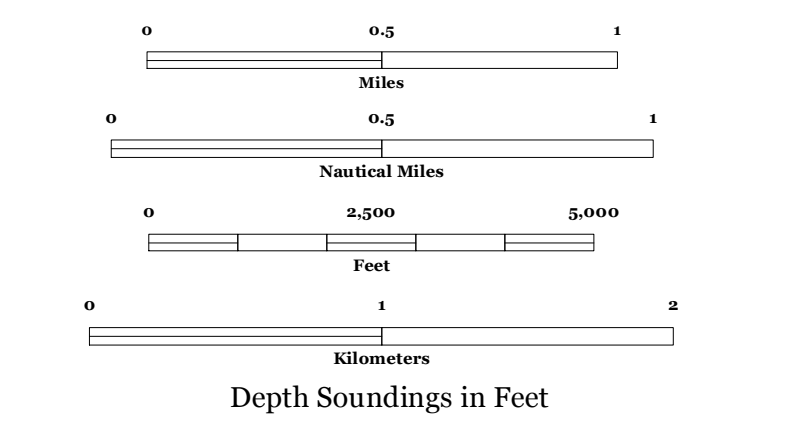 0 0.5 1
Miles
0 0.5 1
Nautical Miles
0 2,500 5,000
Feet
0 1 2
Kilometers
Depth Soundings in Feet